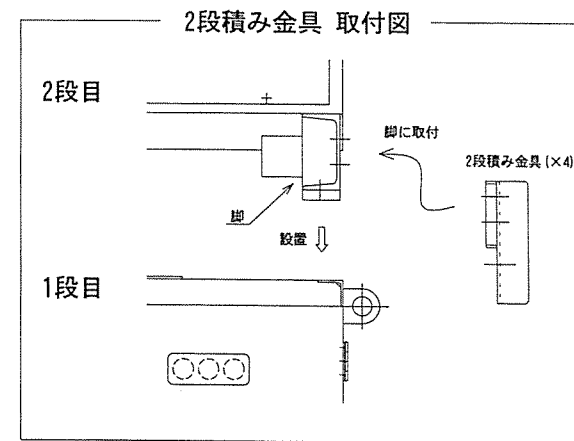 2段積み金具 取付図
2段目
脚に取付
2段積み金具(×4)
脚
設置
1段目